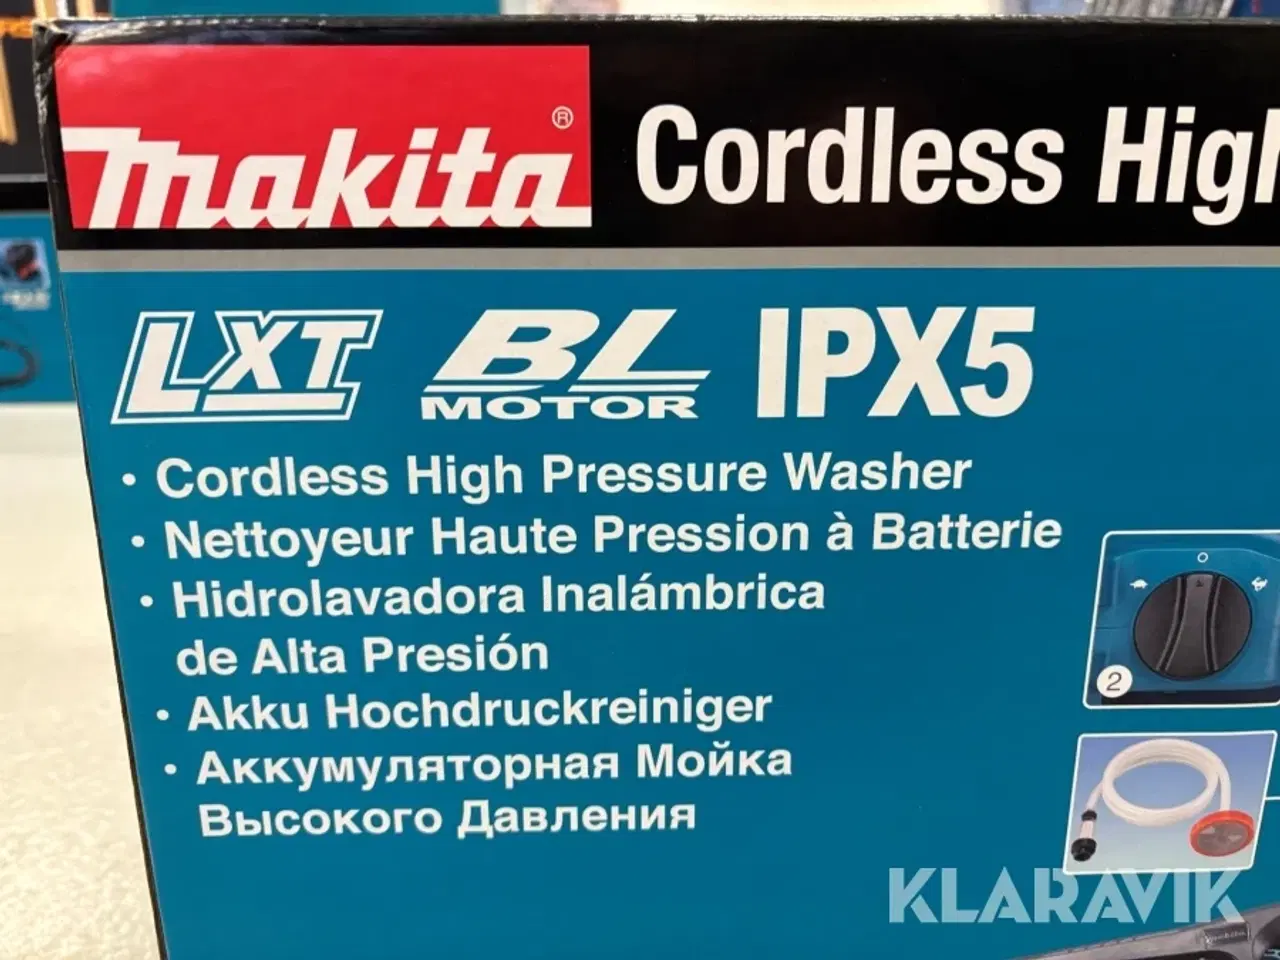 Makita®
Cordless High
LXT BL MOTOR IPX5
• Cordless High Pressure Washer
• Nettoyeur Haute Pression à Batterie
• Hidrolavadora Inalámbrica
de Alta Presión
• Akku Hochdruckreiniger
• Аккумуляторная Мойка
Высокого Давления
2
KLARAVIK
makita